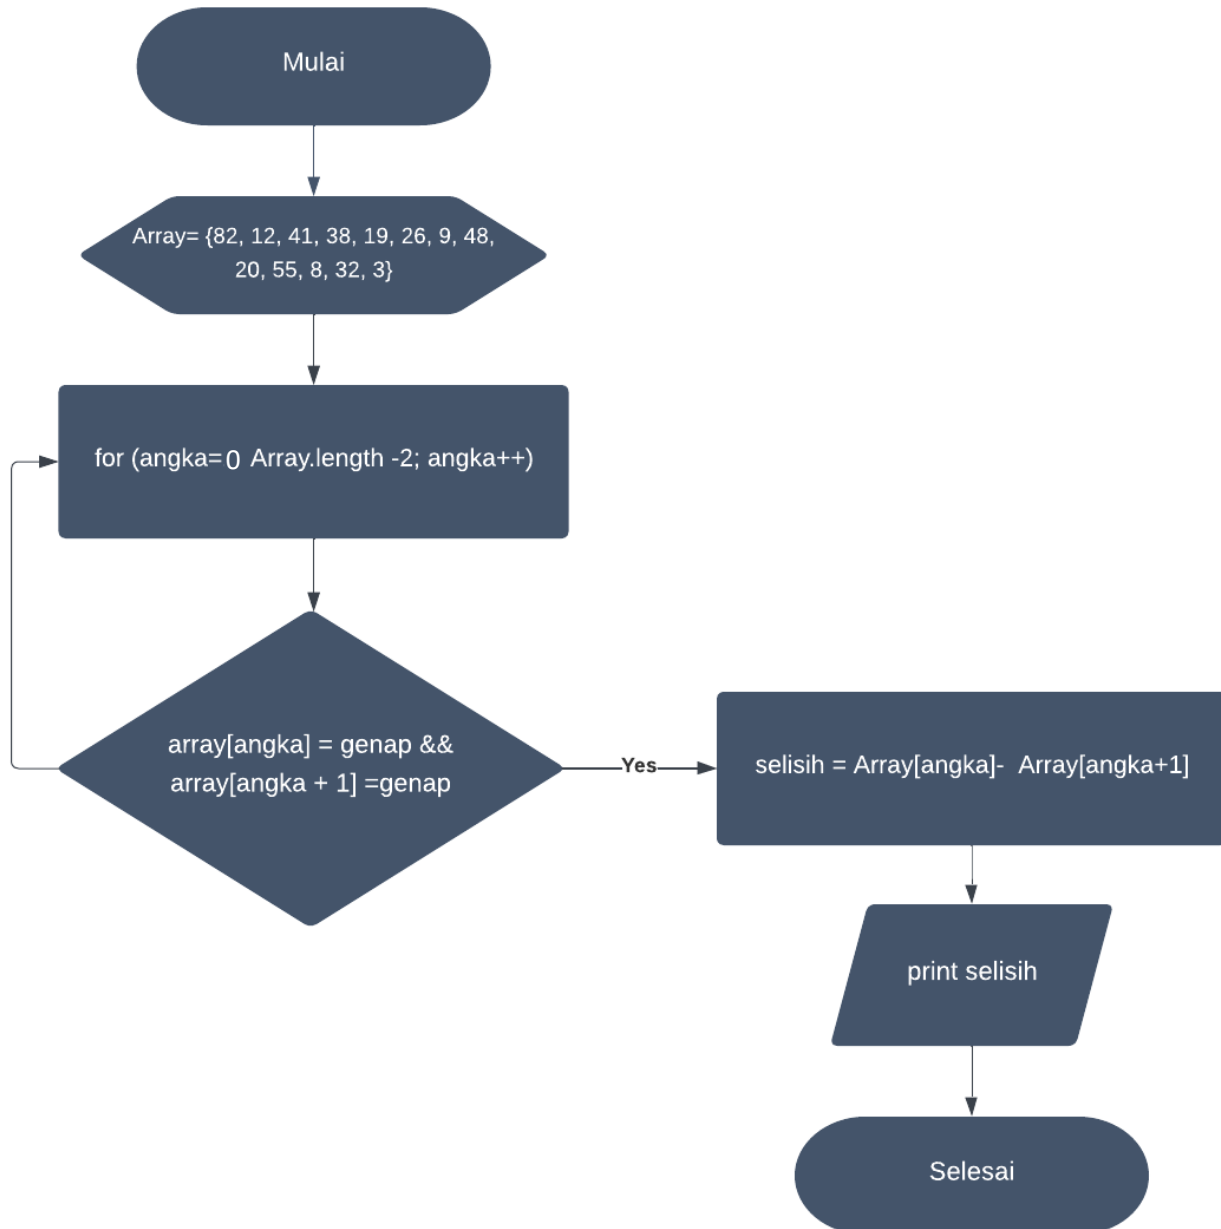 Mulai
Array= {82, 12, 41, 38, 19, 26, 9, 48,
20, 55, 8, 32, 3}
for (angka= 0 Array.length -2; angka++)
array[angka] = genap &&
array[angka + 1] =genap
Yes
selisih = Array[angka]- Array[angka+1]
print selisih
Selesai